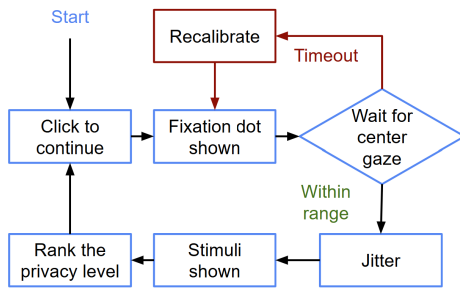 Start
Recalibrate
Timeout
Click to
continue
Fixation dot
shown
Wait for
center
gaze
Within
range
Rank the
privacy level
Stimuli
shown
Jitter